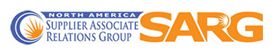 NORTH AMERICA
SUPPLIER ASSOCIATE
RELATIONS GROUP
SARG